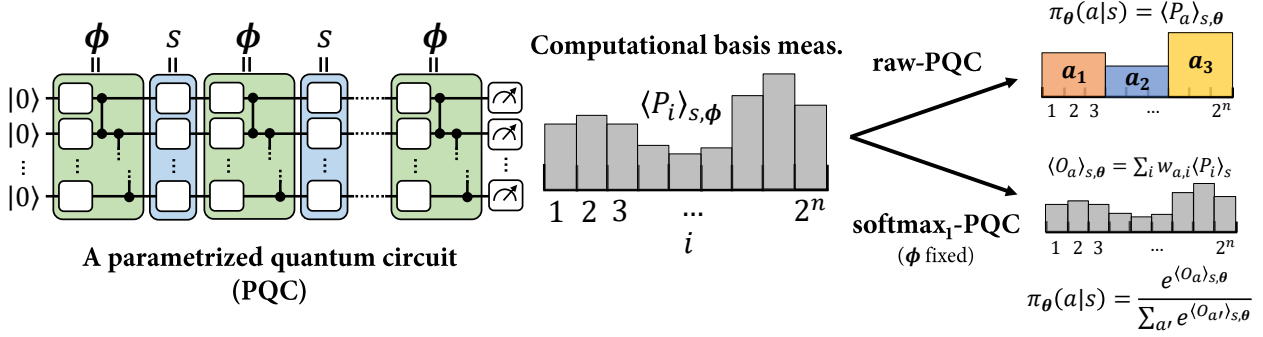 ϕ s ϕ s ϕ
|0⟩
|0⟩
⋮ ⋮ ⋮ ⋮ ⋮ ⋮ ⋮
|0⟩
A parametrized quantum circuit
(PQC)
Computational basis meas.
⟨P_i⟩_{s,ϕ}
1 2 3 ... 2^n
i
raw-PQC
softmax_1-PQC
(ϕ fixed)
π_θ(a|s) = ⟨P_a⟩_{s,θ}
a_1 a_2 a_3
1 2 3 ... 2^n
⟨O_a⟩_{s,θ} = ∑_i w_{a,i}⟨P_i⟩_s
1 2 3 ... 2^n
π_θ(a|s) = e^{⟨O_a⟩_{s,θ}} / ∑_{a′} e^{⟨O_{a′}⟩_{s,θ}}